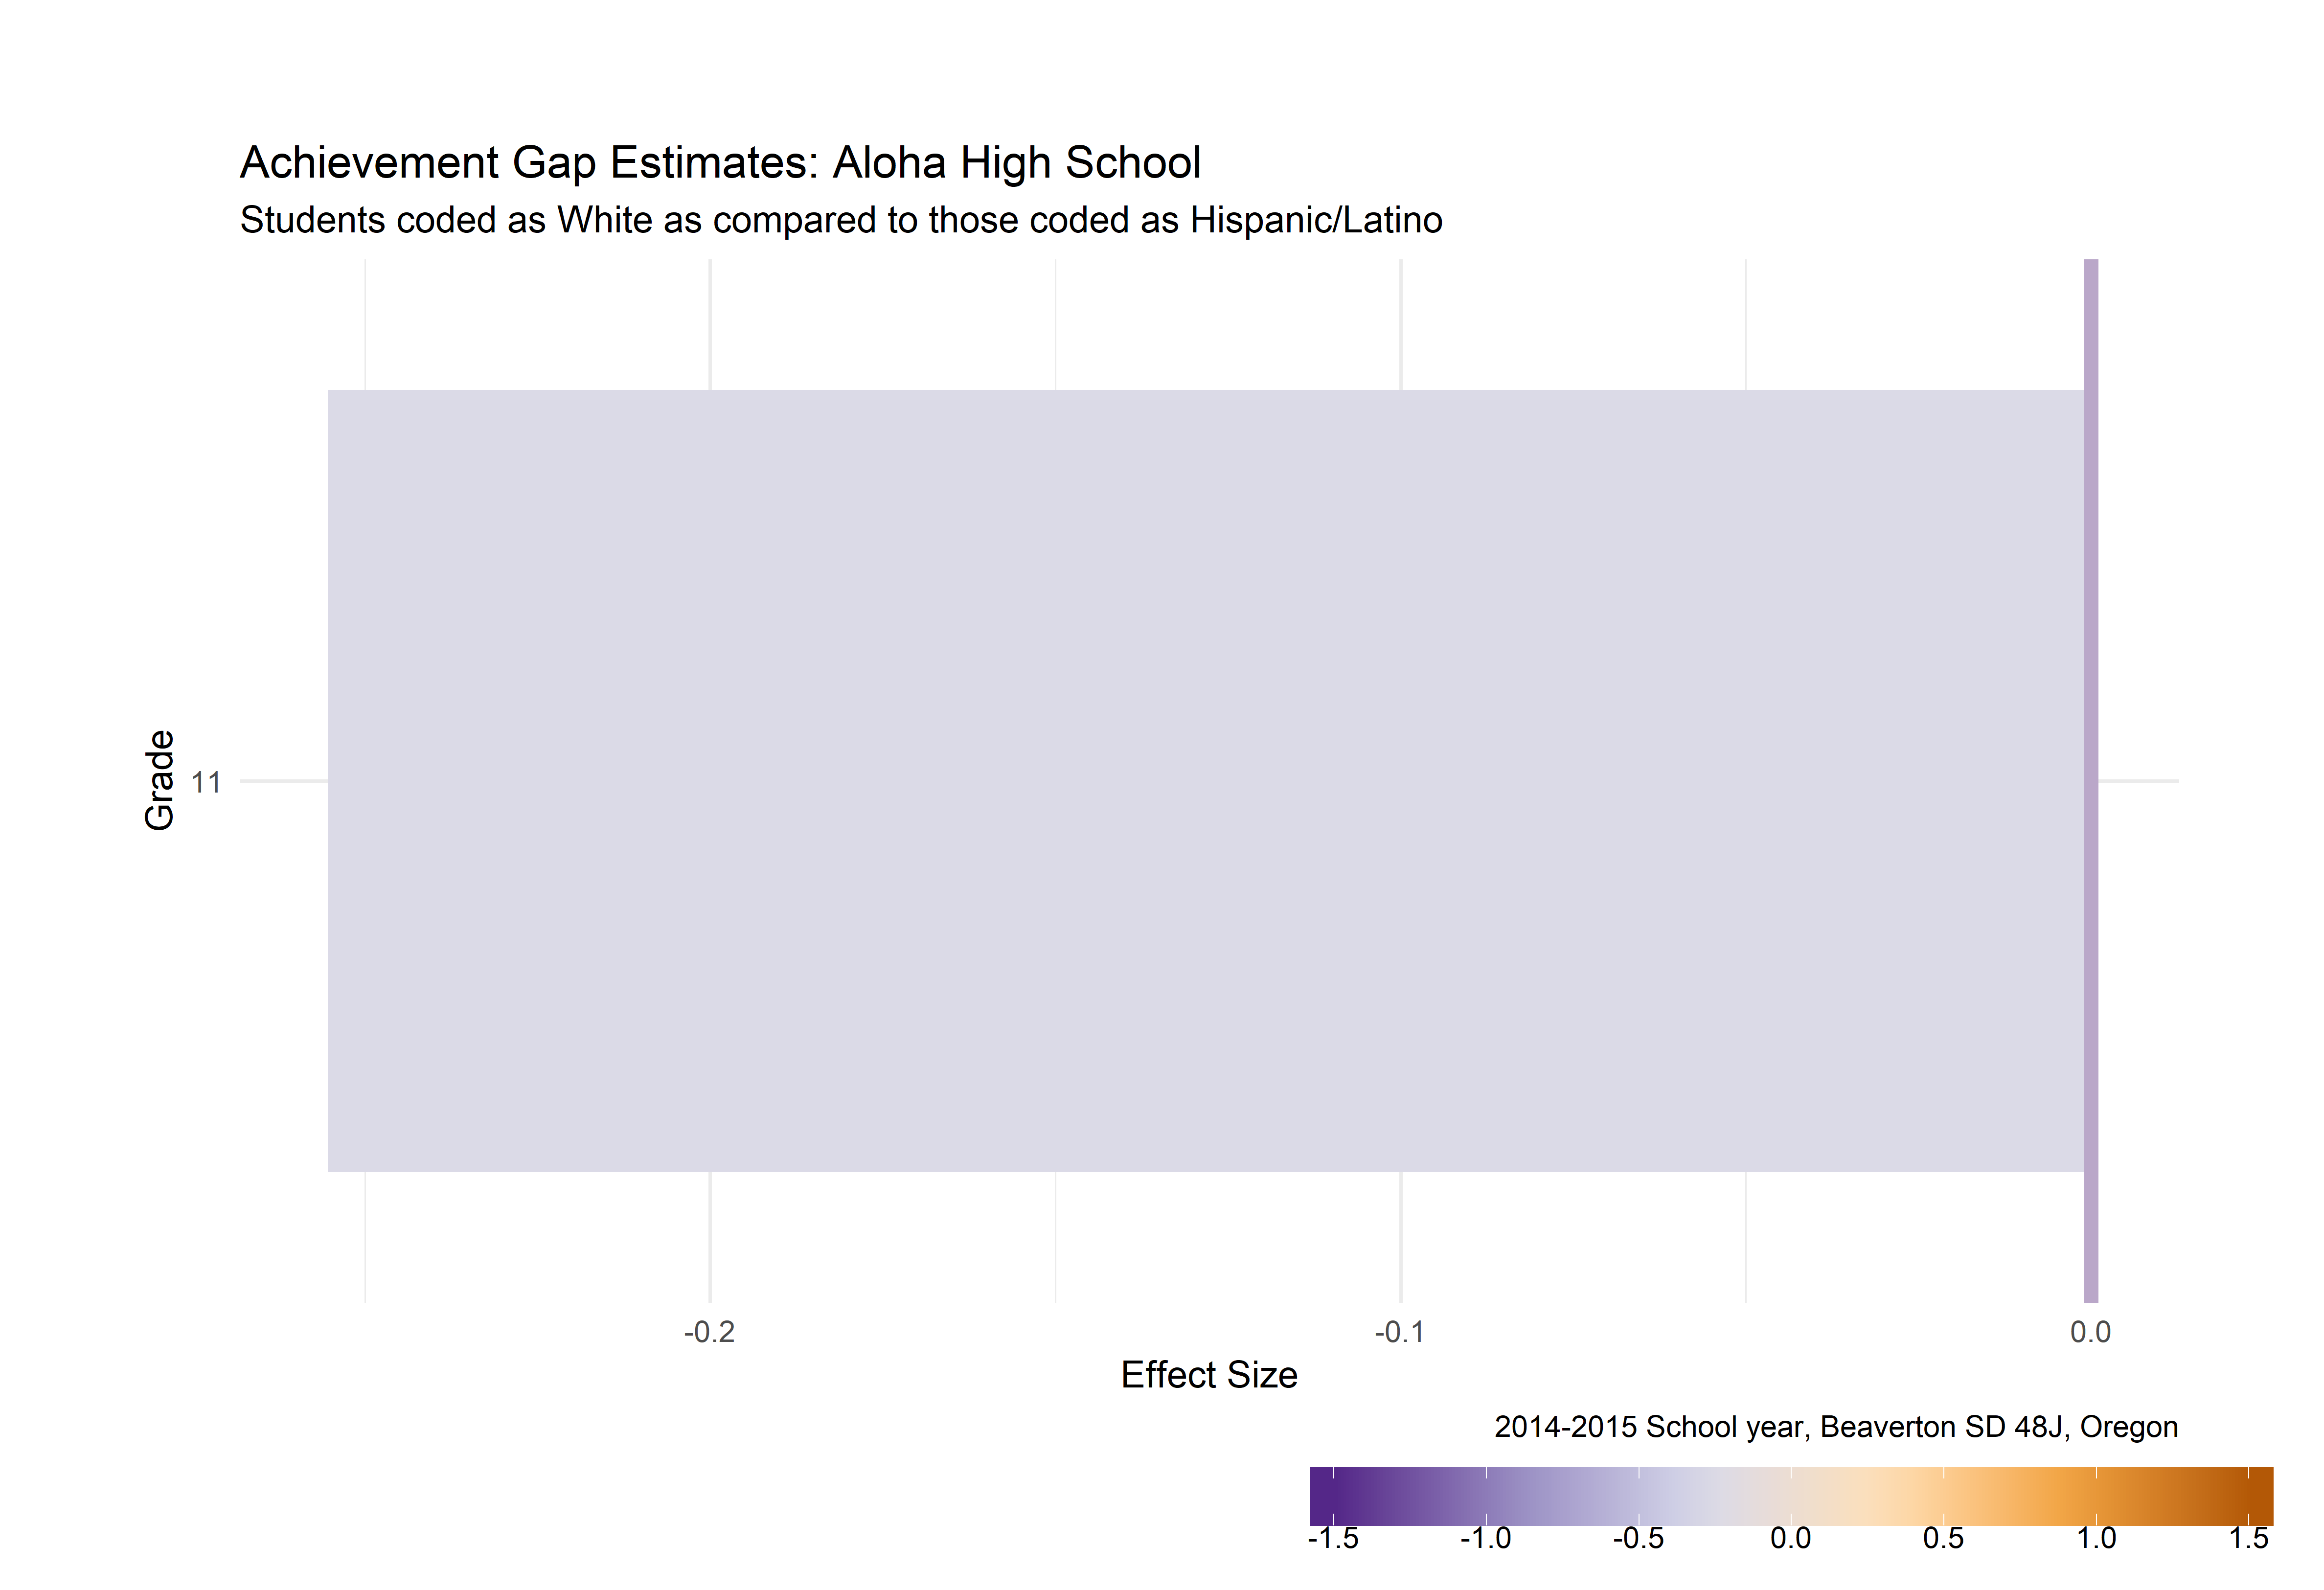 Achievement Gap Estimates: Aloha High School
Students coded as White as compared to those coded as Hispanic/Latino
Grade
11
-0.2 -0.1 0.0
Effect Size
2014-2015 School year, Beaverton SD 48J, Oregon
-1.5 -1.0 -0.5 0.0 0.5 1.0 1.5